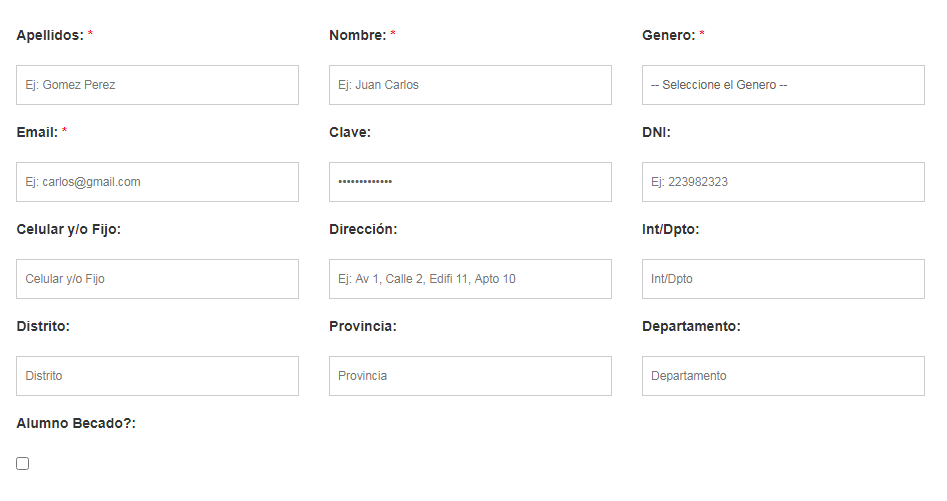 Apellidos: * Nombre: * Genero: *
Ej: Gomez Perez Ej: Juan Carlos -- Seleccione el Genero --
Email: * Clave: DNI:
Ej: carlos@gmail.com ••••••••••••• Ej: 223982323
Celular y/o Fijo: Dirección: Int/Dpto:
Celular y/o Fijo Ej: Av 1, Calle 2, Edifi 11, Apto 10 Int/Dpto
Distrito: Provincia: Departamento:
Distrito Provincia Departamento
Alumno Becado?: